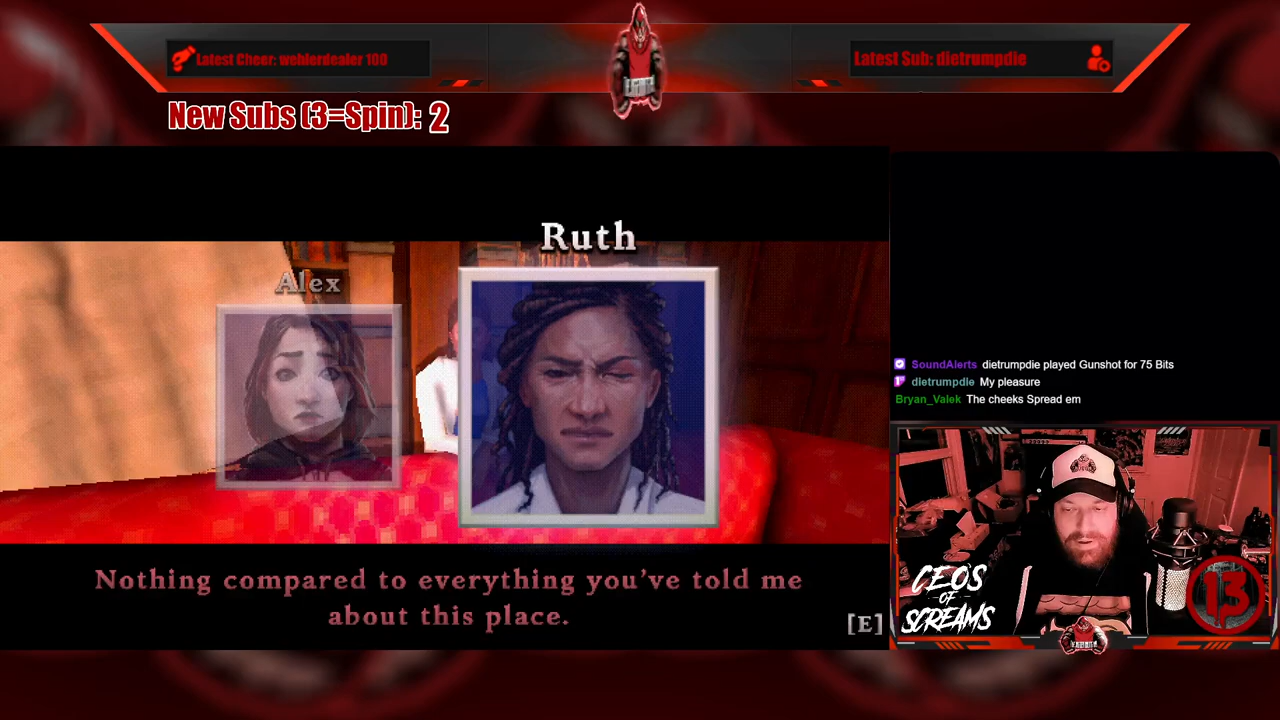 Latest Cheer: wehlerdealer 100
Latest Sub: dietrumpdie
New Subs (3=Spin): 2
Ruth
Alex
SoundAlerts dietrumpdie played Gunshot for 75 Bits
dietrumpdie My pleasure
Bryan_Valek The cheeks Spread em
CEOS
OF
SCREAMS
13
Nothing compared to everything you've told me
about this place.
[E]